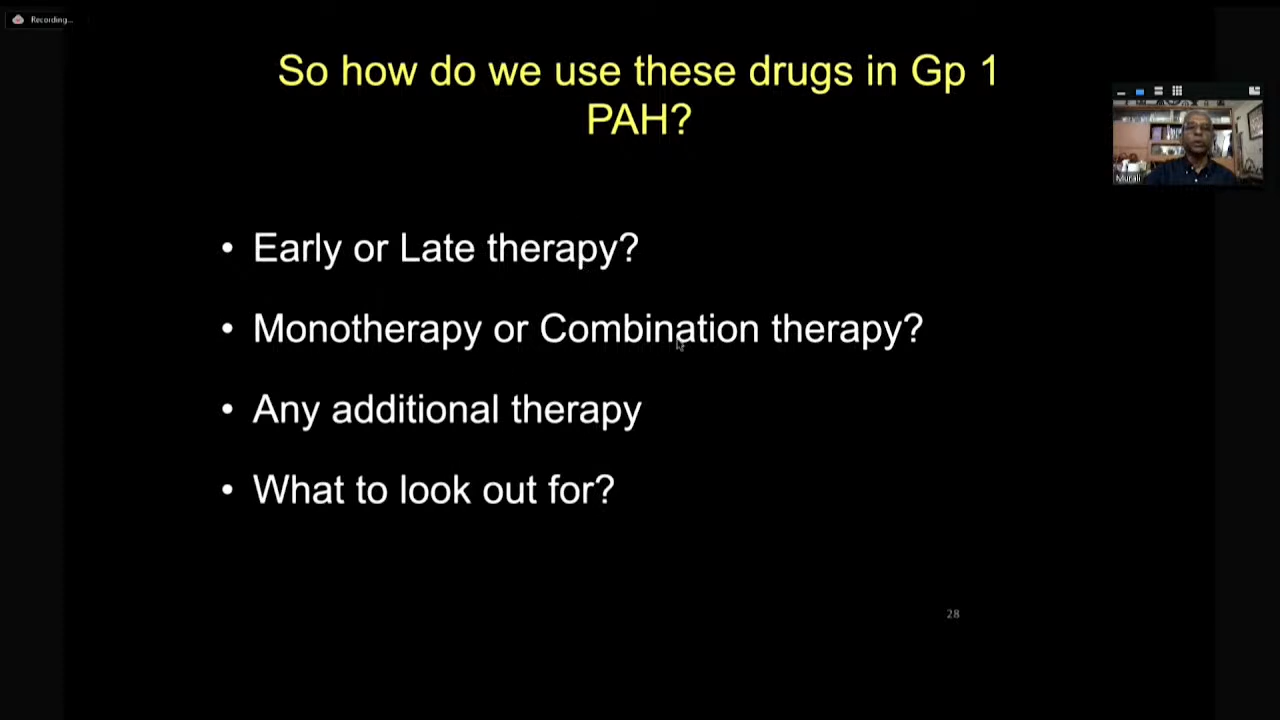 Recording...
So how do we use these drugs in Gp 1
PAH?
Murali
• Early or Late therapy?
• Monotherapy or Combination therapy?
• Any additional therapy
• What to look out for?
28